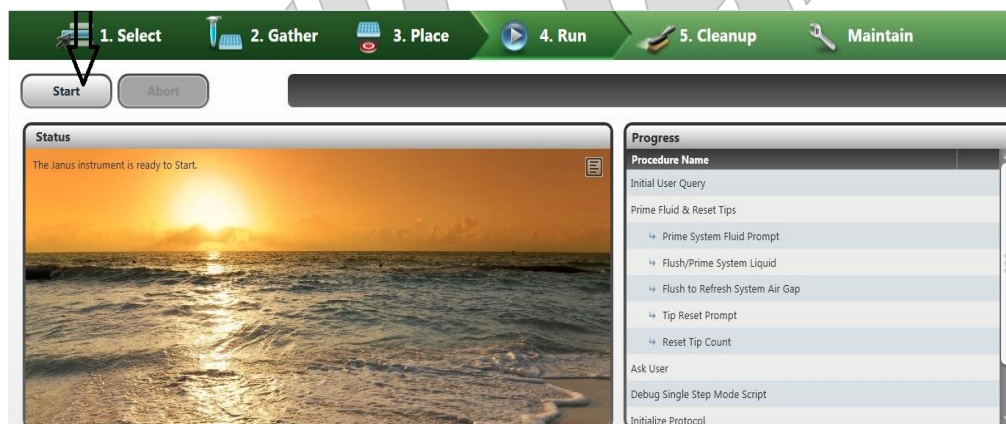 1. Select
2. Gather
3. Place
4. Run
5. Cleanup
Maintain
Start
Abort
Status
The Janus instrument is ready to Start.
Progress
Procedure Name
Initial User Query
Prime Fluid & Reset Tips
Prime System Fluid Prompt
Flush/Prime System Liquid
Flush to Refresh System Air Gap
Tip Reset Prompt
Reset Tip Count
Ask User
Debug Single Step Mode Script
Initialize Protocol